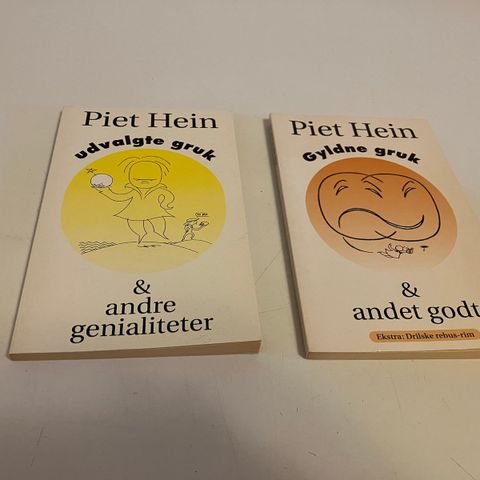 Piet Hein
udvalgte gruk
&
andre
genialiteter
Piet Hein
Gyldne gruk
&
andet godt
Ekstra: Drilske rebus-rim